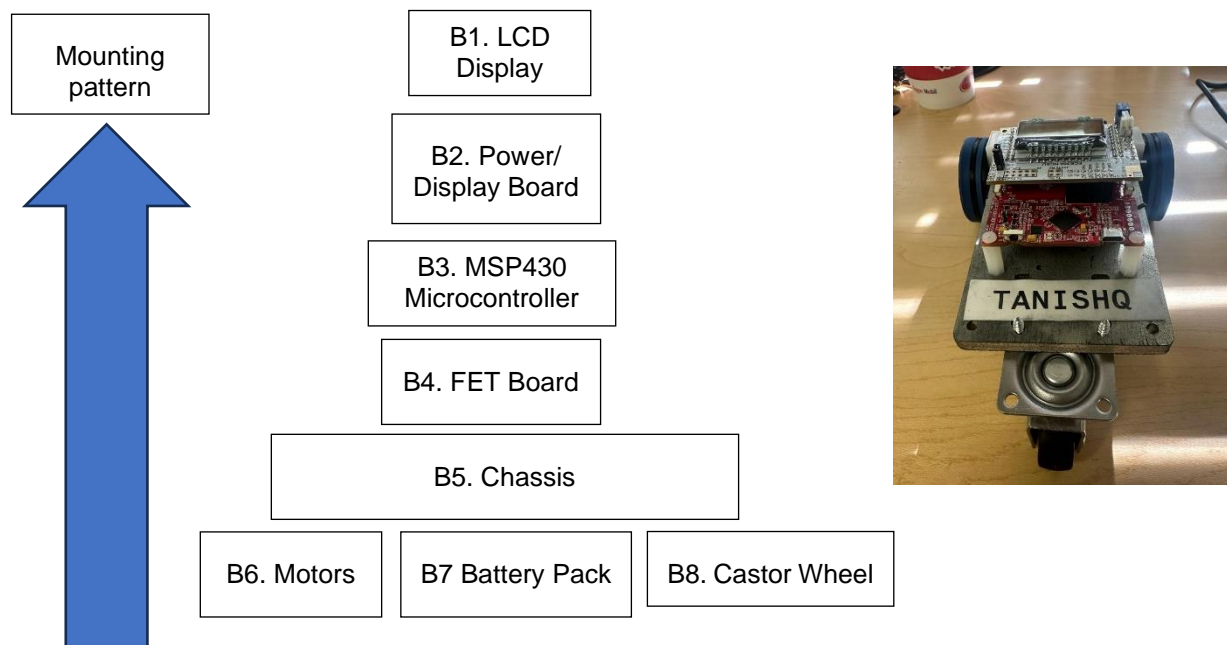 Mounting
pattern
B1. LCD
Display
B2. Power/
Display Board
B3. MSP430
Microcontroller
B4. FET Board
B5. Chassis
B6. Motors
B7 Battery Pack
B8. Castor Wheel
TANISHQ